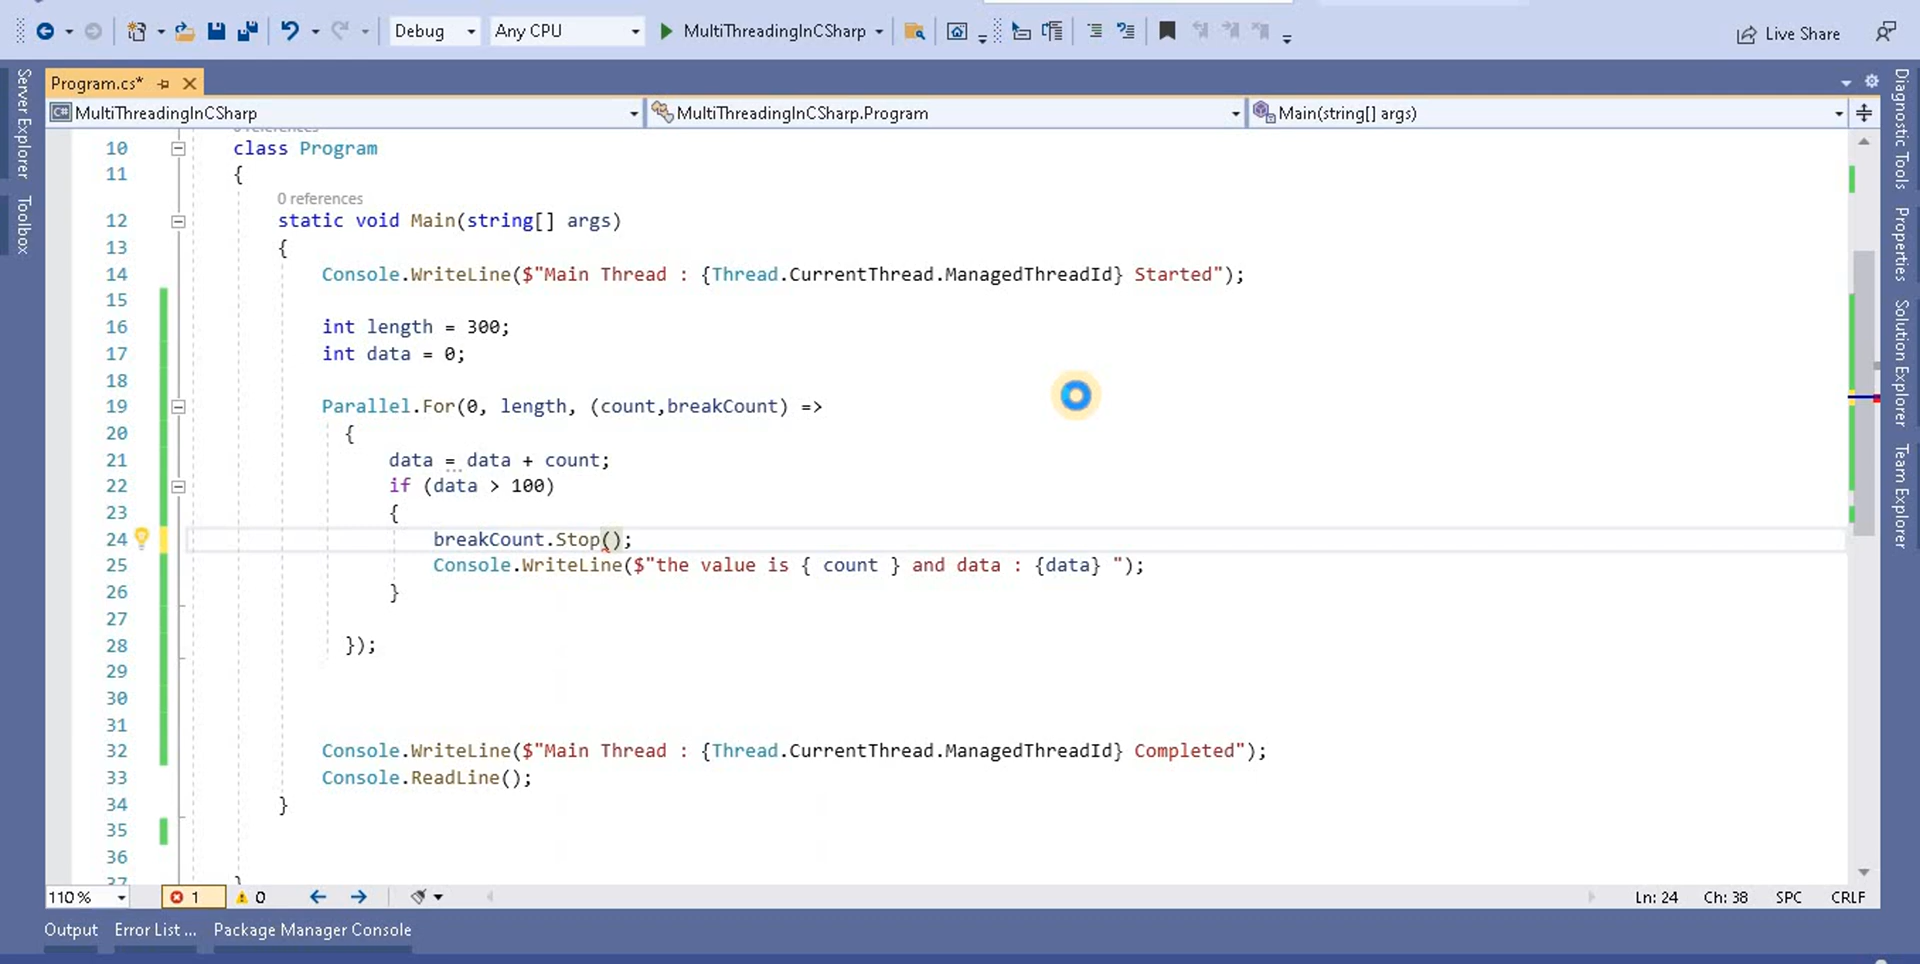 Debug Any CPU MultiThreadingInCSharp Live Share
Program.cs*
MultiThreadingInCSharp MultiThreadingInCSharp.Program Main(string[] args)
0 references
10 class Program
11 {
0 references
12 static void Main(string[] args)
13 {
14 Console.WriteLine($"Main Thread : {Thread.CurrentThread.ManagedThreadId} Started");
15
16 int length = 300;
17 int data = 0;
18
19 Parallel.For(0, length, (count,breakCount) =>
20 {
21 data = data + count;
22 if (data > 100)
23 {
24 breakCount.Stop();
25 Console.WriteLine($"the value is { count } and data : {data} ");
26 }
27
28 });
29
30
31
32 Console.WriteLine($"Main Thread : {Thread.CurrentThread.ManagedThreadId} Completed");
33 Console.ReadLine();
34 }
35
36
37 }
110 % 1 0 Ln: 24 Ch: 38 SPC CRLF
Output Error List ... Package Manager Console
Server Explorer
Toolbox
Diagnostic Tools
Properties
Solution Explorer
Team Explorer